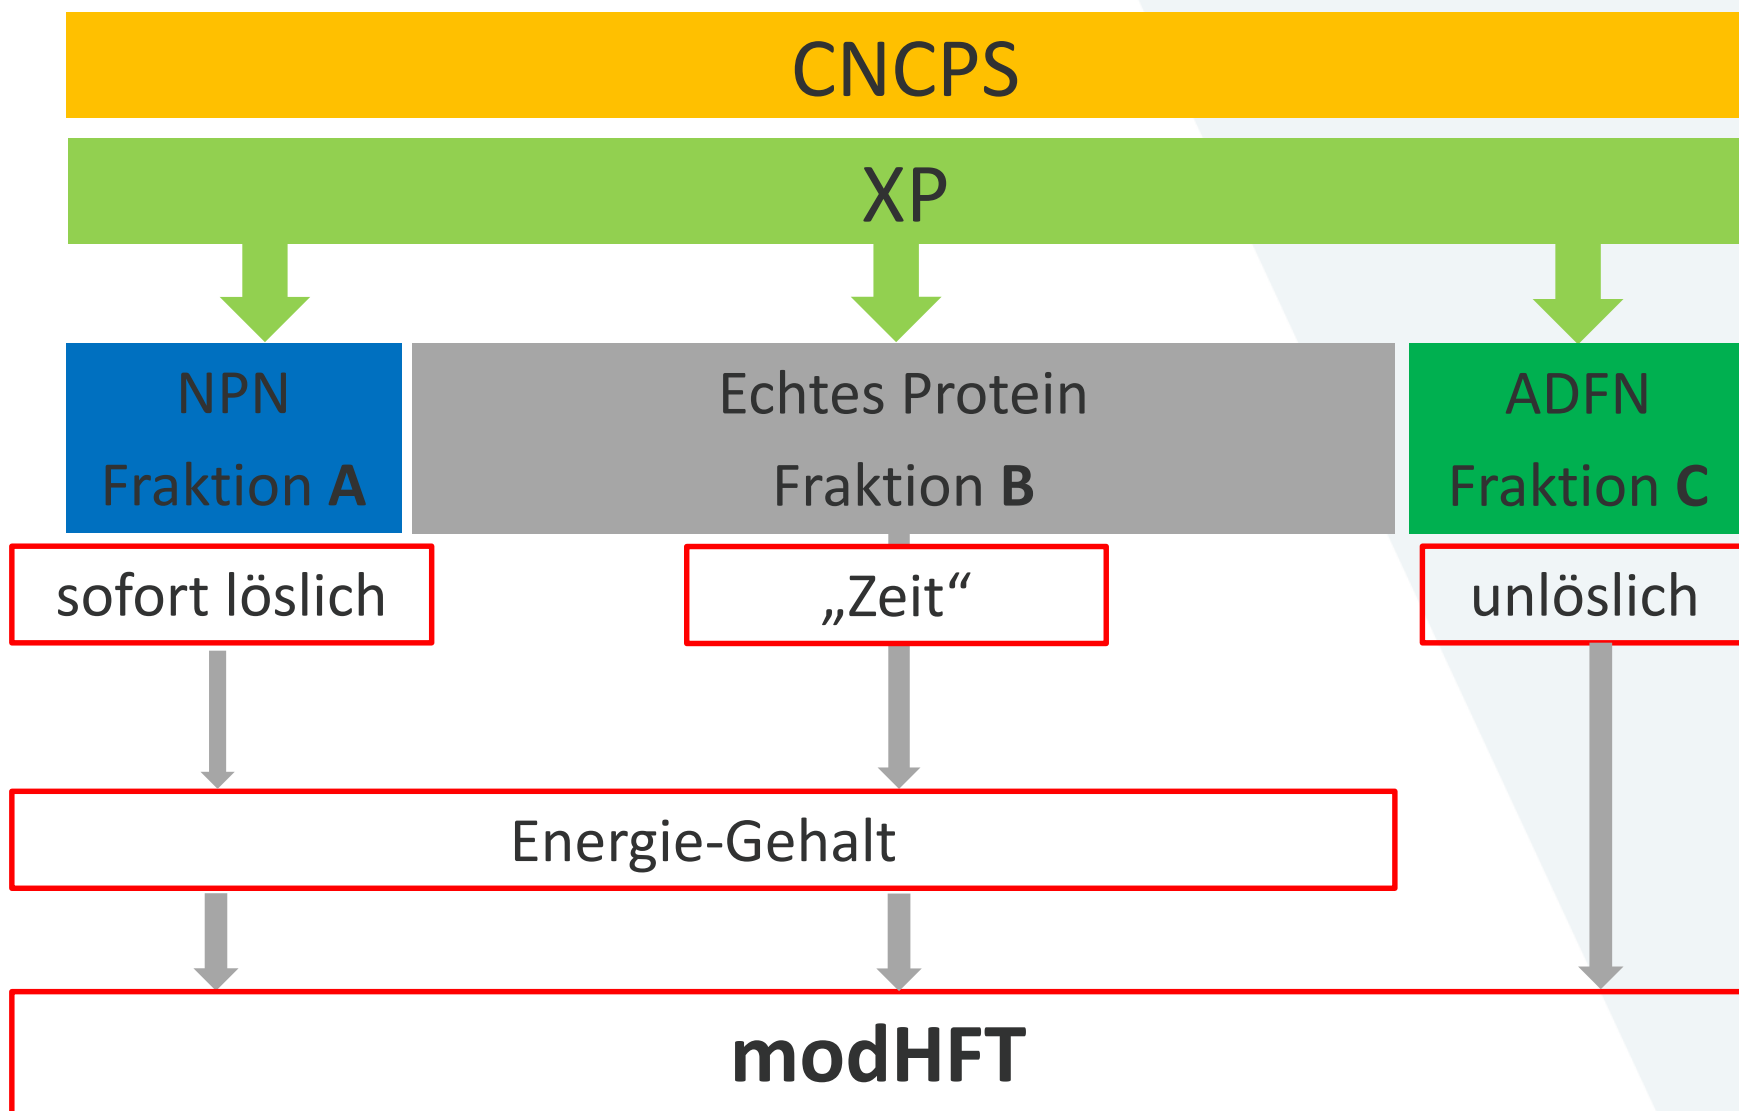 CNCPS
XP
NPN
Fraktion A
Echtes Protein
Fraktion B
ADFN
Fraktion C
sofort löslich
„Zeit“
unlöslich
Energie-Gehalt
modHFT